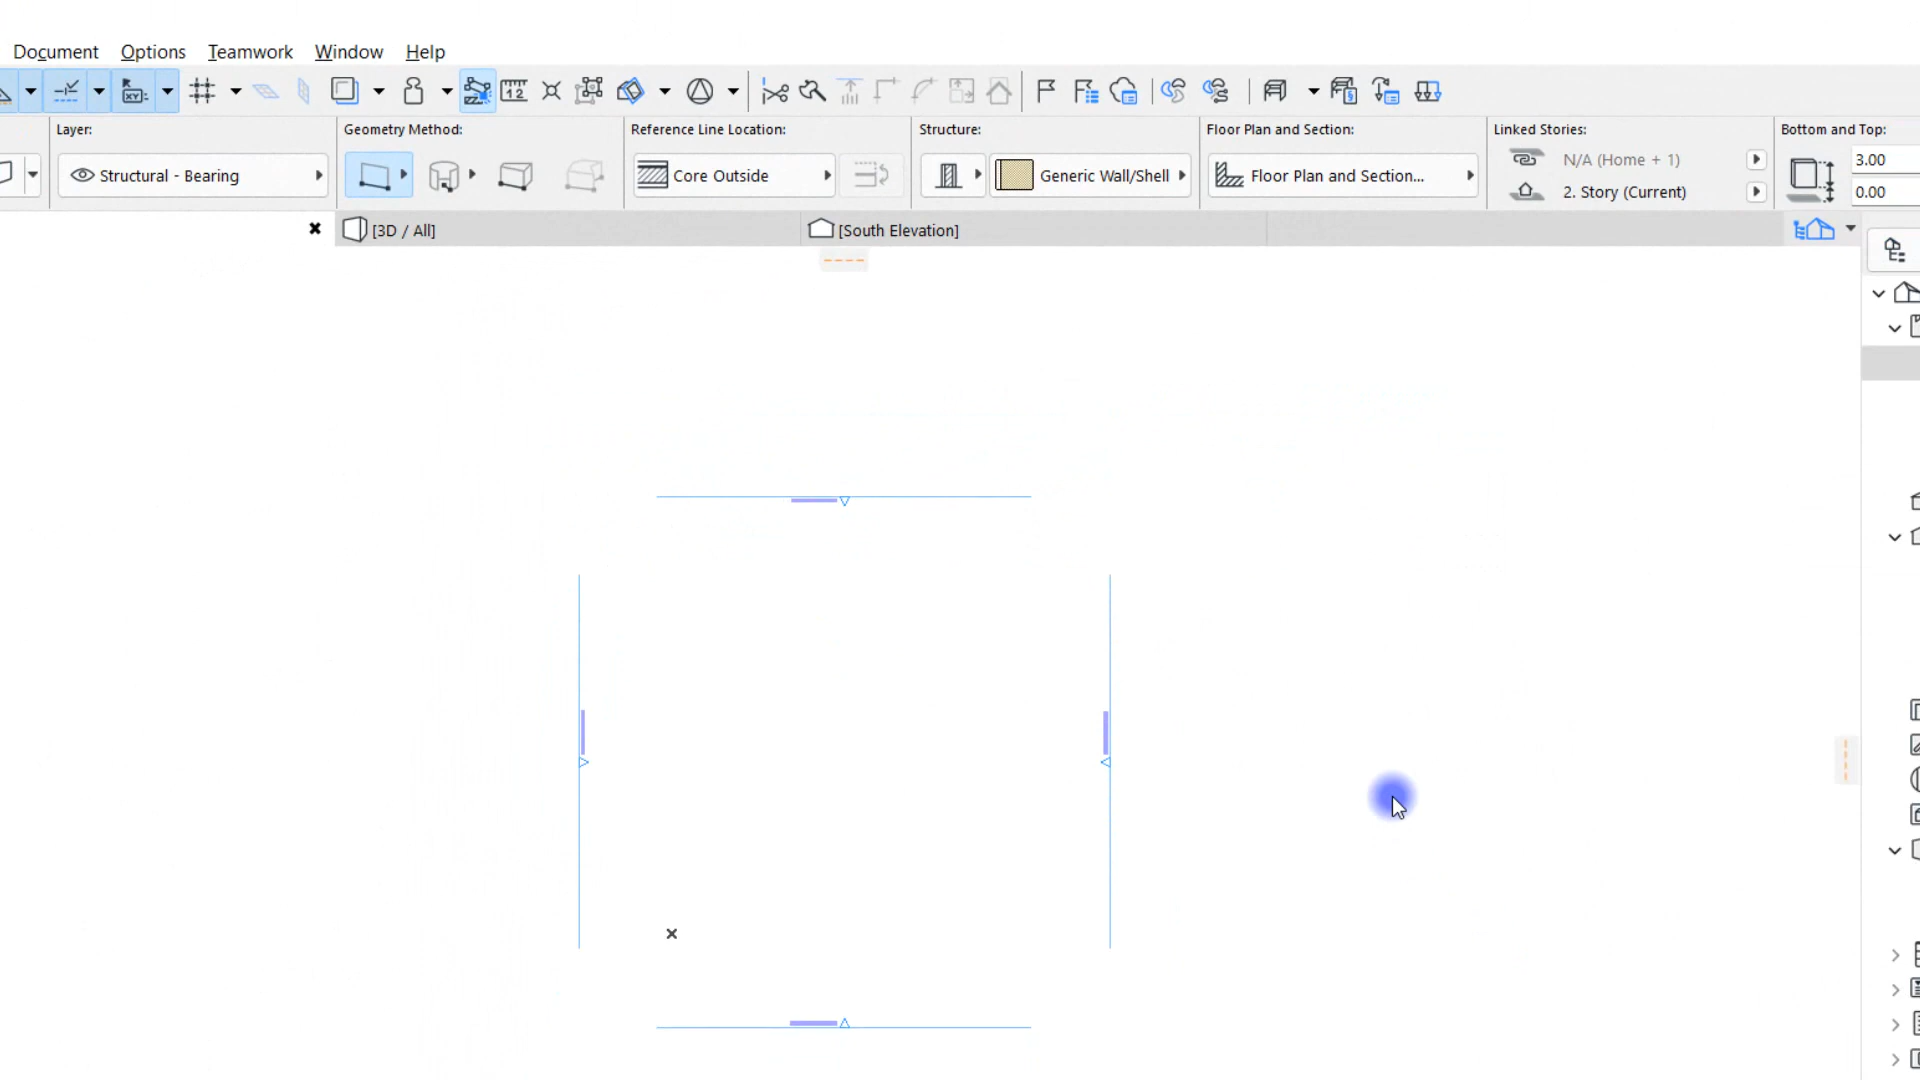 Document Options Teamwork Window Help
XY:
12
Layer: Geometry Method: Reference Line Location: Structure: Floor Plan and Section: Linked Stories: Bottom and Top:
N/A (Home + 1) 3.00
Structural - Bearing Core Outside Generic Wall/Shell Floor Plan and Section...
2. Story (Current) 0.00
[3D / All] [South Elevation]